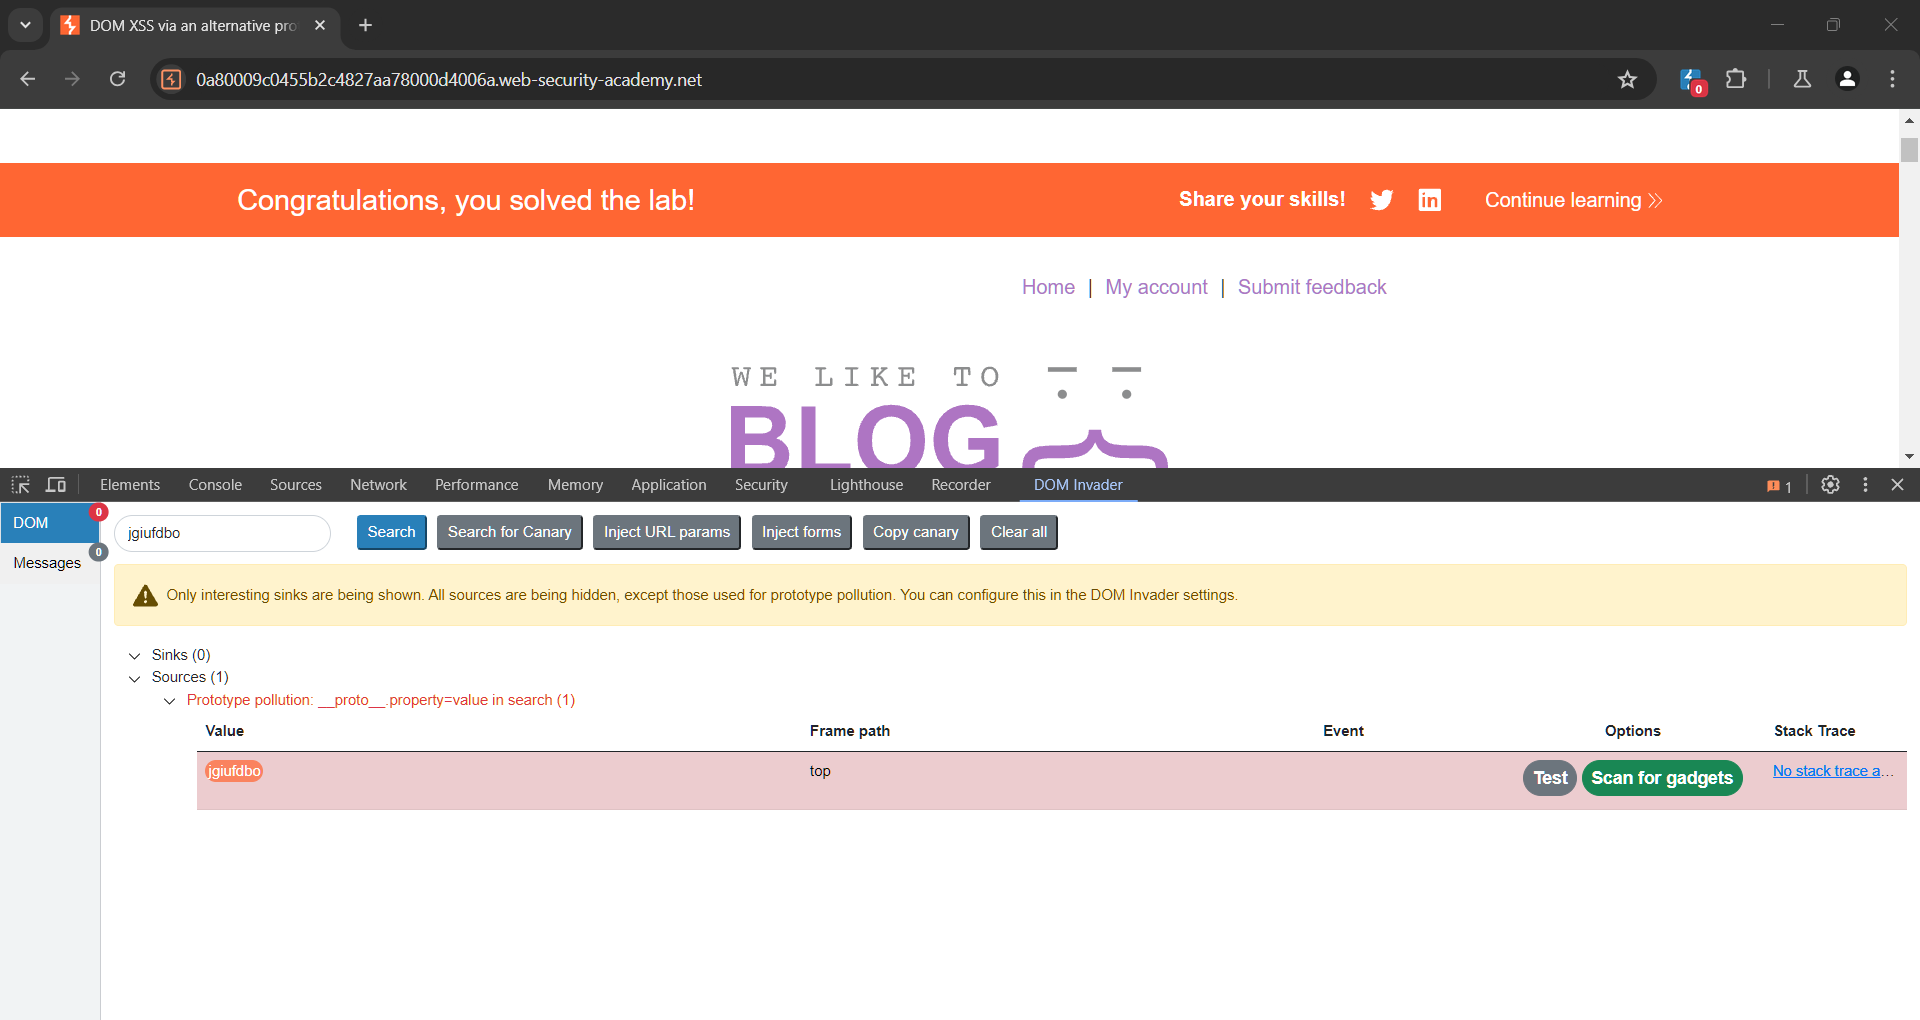 DOM XSS via an alternative pro
0a80009c0455b2c4827aa78000d4006a.web-security-academy.net
0
Congratulations, you solved the lab!
Share your skills!
Continue learning
Home | My account | Submit feedback
WE LIKE TO
BLOG
Elements Console Sources Network Performance Memory Application Security Lighthouse Recorder DOM Invader 1
DOM 0
jgiufdbo Search Search for Canary Inject URL params Inject forms Copy canary Clear all
Messages 0
Only interesting sinks are being shown. All sources are being hidden, except those used for prototype pollution. You can configure this in the DOM Invader settings.
Sinks (0)
Sources (1)
Prototype pollution: __proto__.property=value in search (1)
Value Frame path Event Options Stack Trace
jgiufdbo top Test Scan for gadgets No stack trace a...